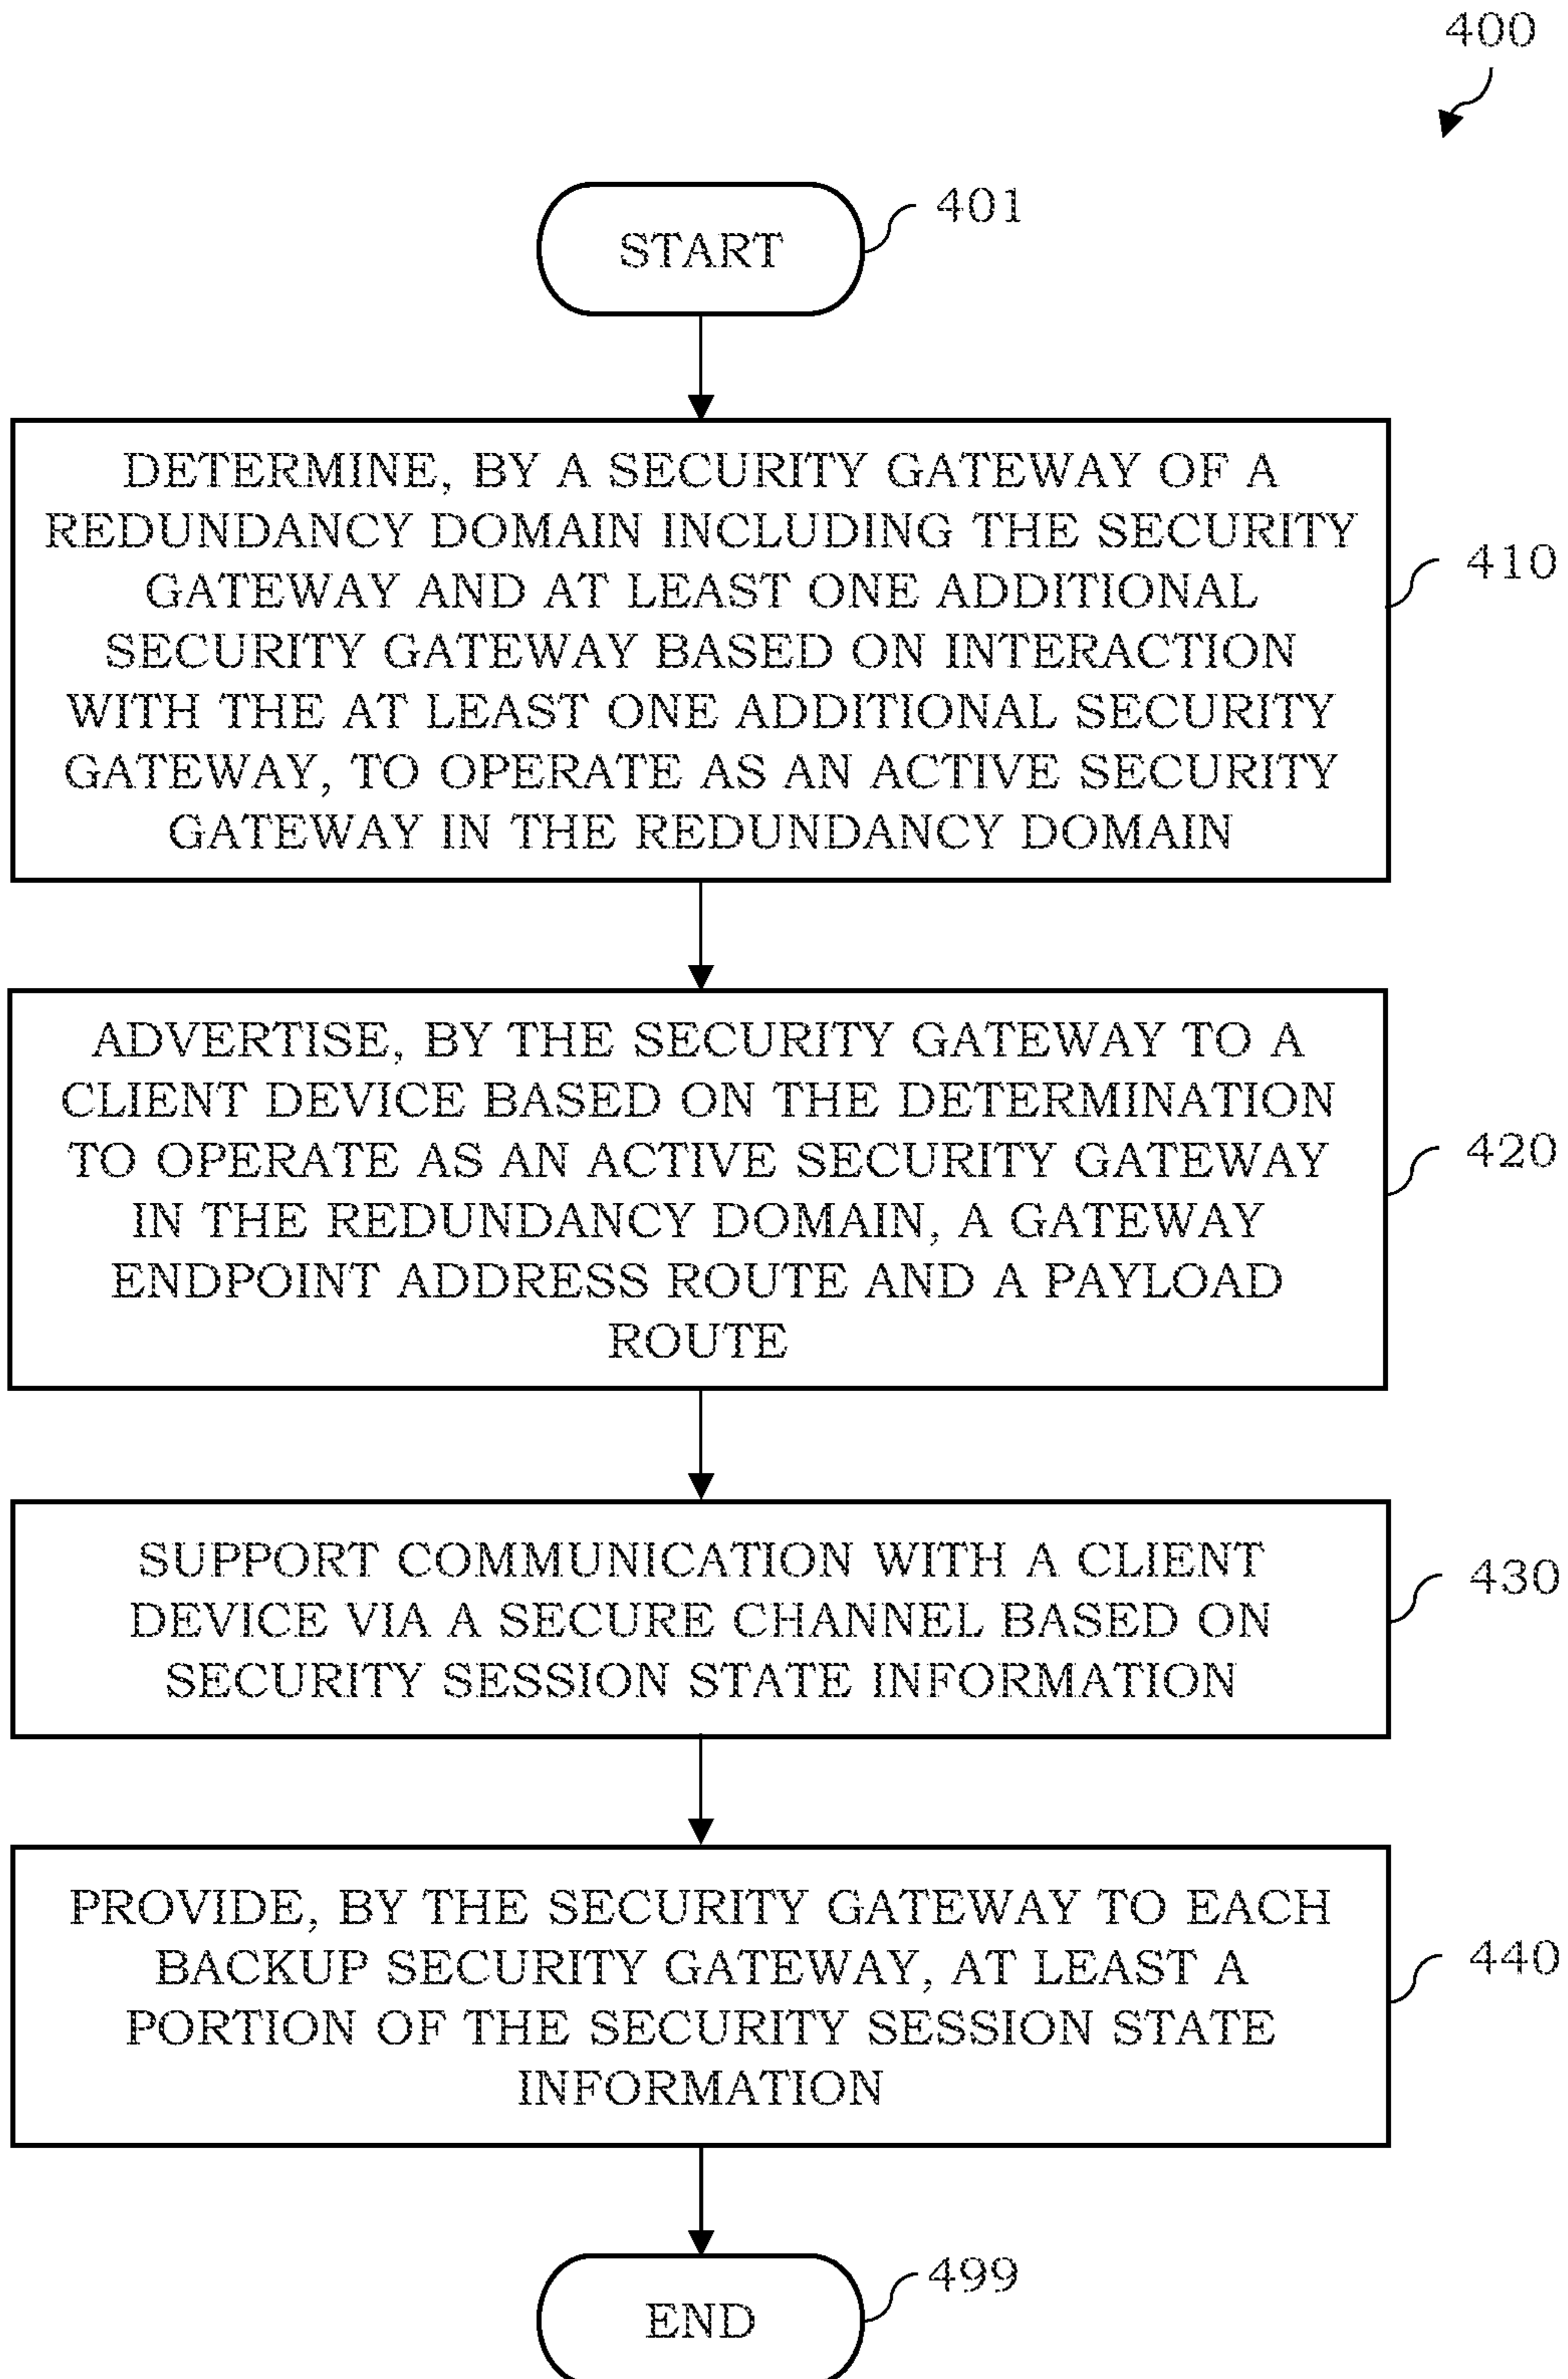 400
START
401
DETERMINE, BY A SECURITY GATEWAY OF A
REDUNDANCY DOMAIN INCLUDING THE SECURITY
GATEWAY AND AT LEAST ONE ADDITIONAL
SECURITY GATEWAY BASED ON INTERACTION
WITH THE AT LEAST ONE ADDITIONAL SECURITY
GATEWAY, TO OPERATE AS AN ACTIVE SECURITY
GATEWAY IN THE REDUNDANCY DOMAIN
410
ADVERTISE, BY THE SECURITY GATEWAY TO A
CLIENT DEVICE BASED ON THE DETERMINATION
TO OPERATE AS AN ACTIVE SECURITY GATEWAY
IN THE REDUNDANCY DOMAIN, A GATEWAY
ENDPOINT ADDRESS ROUTE AND A PAYLOAD
ROUTE
420
SUPPORT COMMUNICATION WITH A CLIENT
DEVICE VIA A SECURE CHANNEL BASED ON
SECURITY SESSION STATE INFORMATION
430
PROVIDE, BY THE SECURITY GATEWAY TO EACH
BACKUP SECURITY GATEWAY, AT LEAST A
PORTION OF THE SECURITY SESSION STATE
INFORMATION
440
END
499